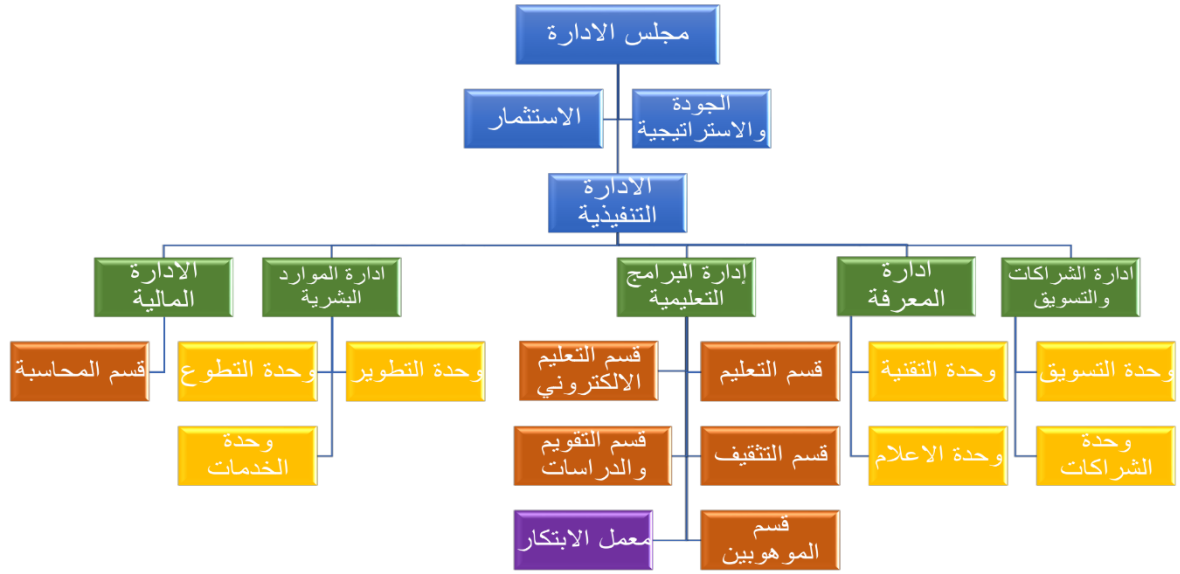 مجلس الادارة
الجودة
والاستراتيجية
الاستثمار
الادارة
التنفيذية
ادارة الشراكات
والتسويق
ادارة
المعرفة
إدارة البرامج
التعليمية
ادارة الموارد
البشرية
الادارة
المالية
وحدة التسويق
وحدة التقنية
قسم التعليم
قسم التعليم
الالكتروني
وحدة التطوير
وحدة التطوع
قسم المحاسبة
وحدة
الشراكات
وحدة الاعلام
قسم التثقيف
قسم التقويم
والدراسات
وحدة
الخدمات
قسم
الموهوبين
معمل الابتكار